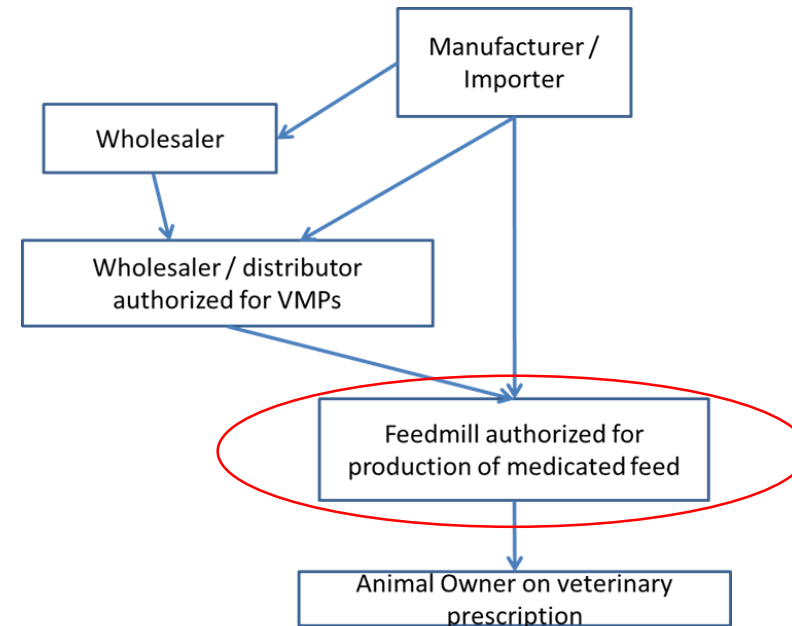 Manufacturer /
Importer
Wholesaler
Wholesaler / distributor
authorized for VMPs
Feedmill authorized for
production of medicated feed
Animal Owner on veterinary
prescription